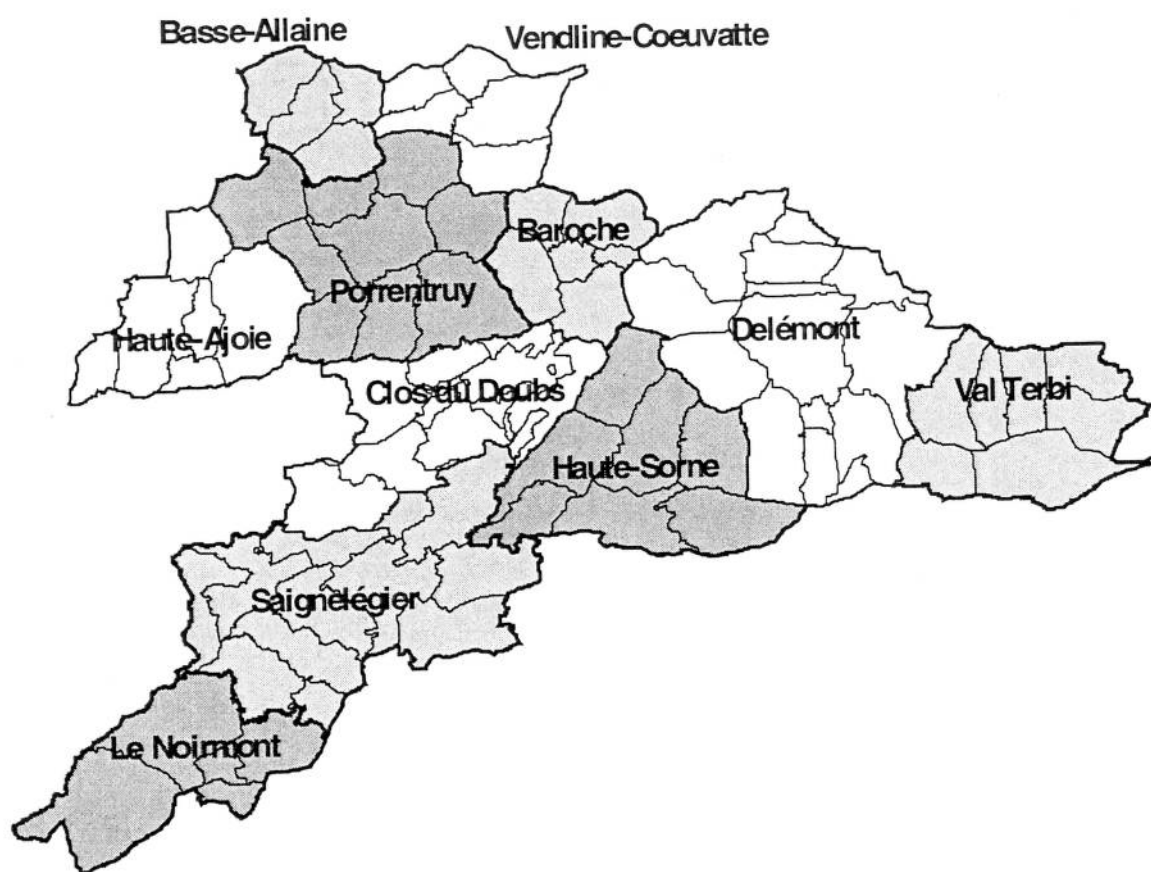 Basse-Allaine
Vendline-Coeuvatte
Baroche
Porrentruy
Haute-Ajoie
Delémont
Clos du Doubs
Val Terbi
Haute-Sorne
Saignelégier
Le Noirmont